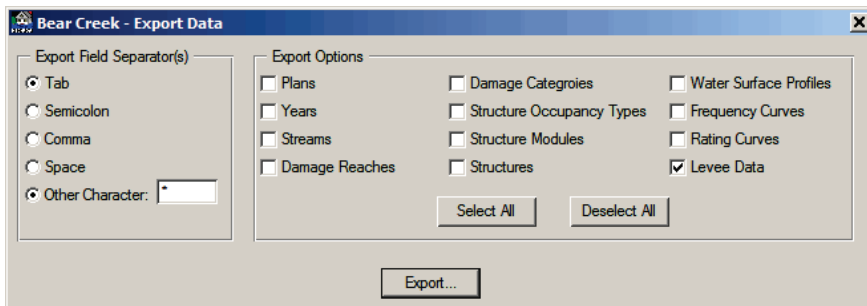 Bear Creek - Export Data
Export Field Separator(s)
Tab
Semicolon
Comma
Space
Other Character: *
Export Options
Plans
Years
Streams
Damage Reaches
Damage Categroies
Structure Occupancy Types
Structure Modules
Structures
Water Surface Profiles
Frequency Curves
Rating Curves
Levee Data
Select All
Deselect All
Export...